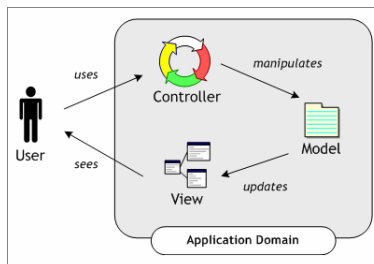 uses
manipulates
Controller
User
Model
sees
View
updates
Application Domain